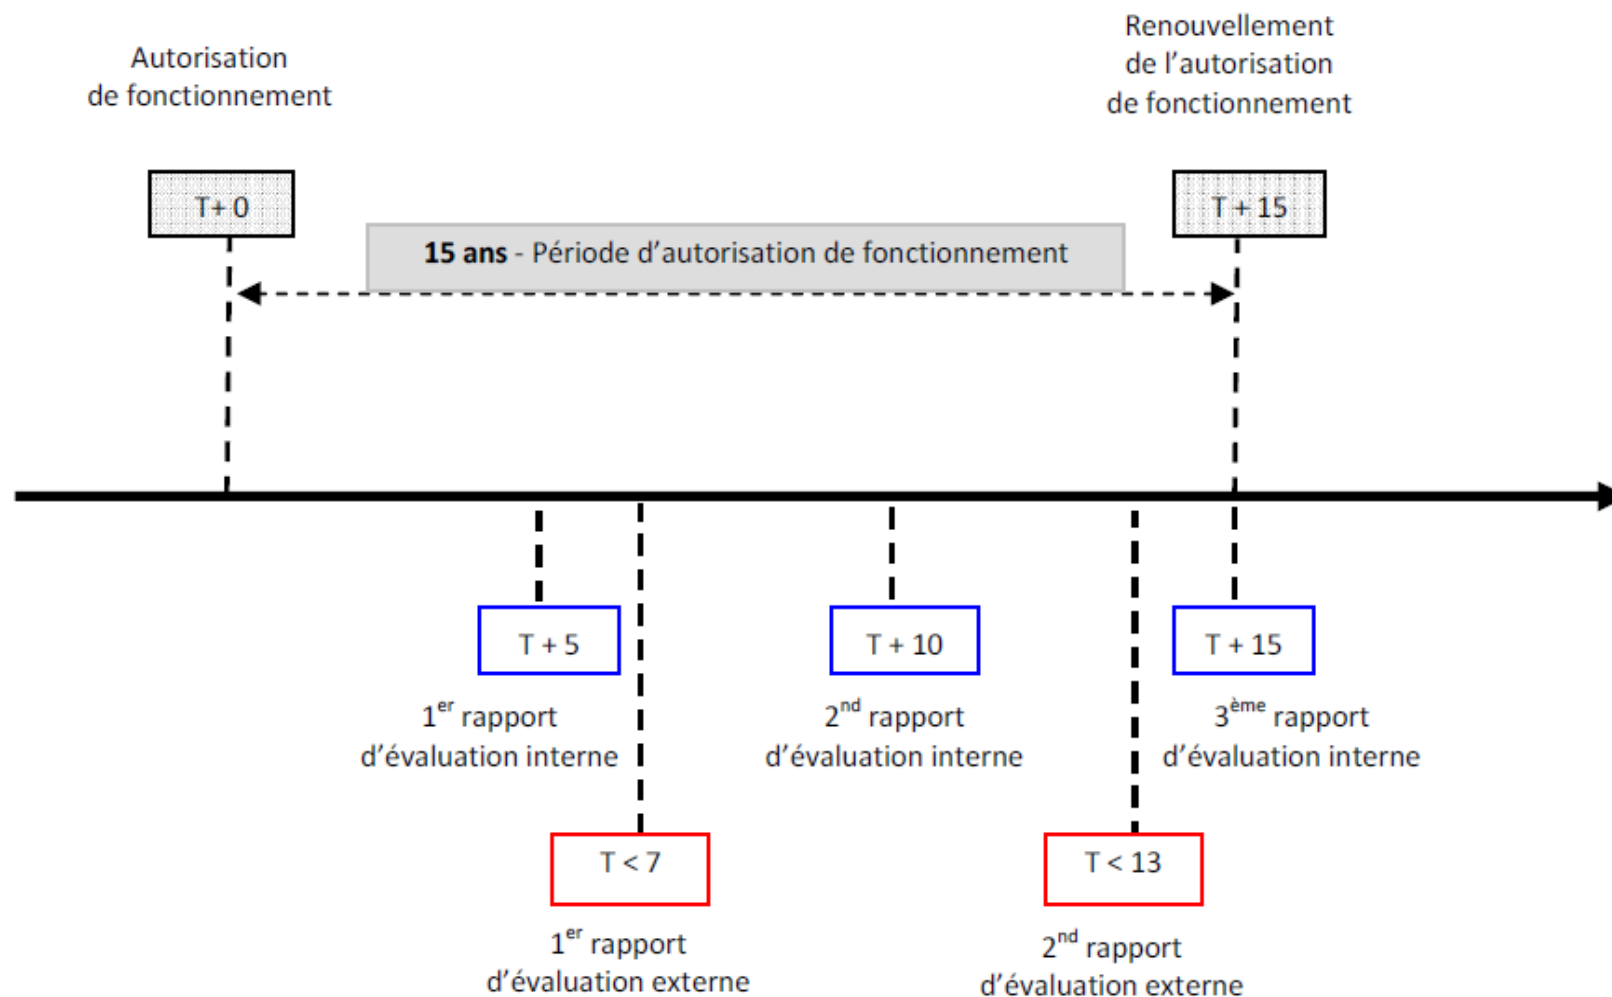 Autorisation
de fonctionnement
Renouvellement
de l’autorisation
de fonctionnement
T+ 0
T + 15
15 ans - Période d’autorisation de fonctionnement
T + 5
T + 10
T + 15
1er rapport
d’évaluation interne
2nd rapport
d’évaluation interne
3ème rapport
d’évaluation interne
T < 7
T < 13
1er rapport
d’évaluation externe
2nd rapport
d’évaluation externe